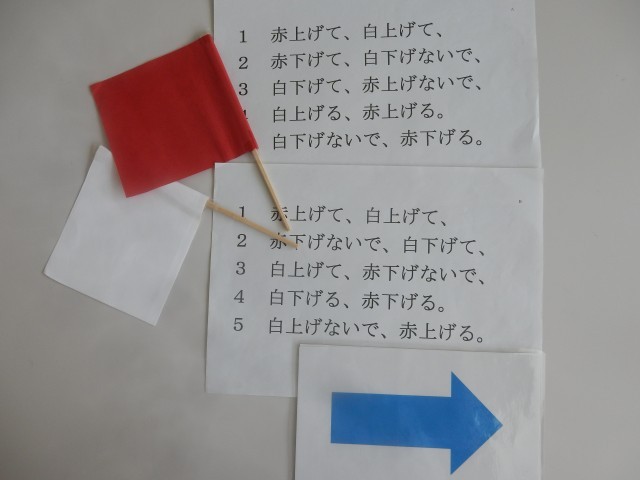 1 赤上げて、白上げて、
2 赤下げて、白下げないで、
3 白下げて、赤上げないで、
4 白上げる、赤上げる。
白下げないで、赤下げる。
1 赤上げて、白上げて、
2 赤下げないで、白下げて、
3 白上げて、赤下げないで、
4 白下げる、赤下げる。
5 白上げないで、赤上げる。